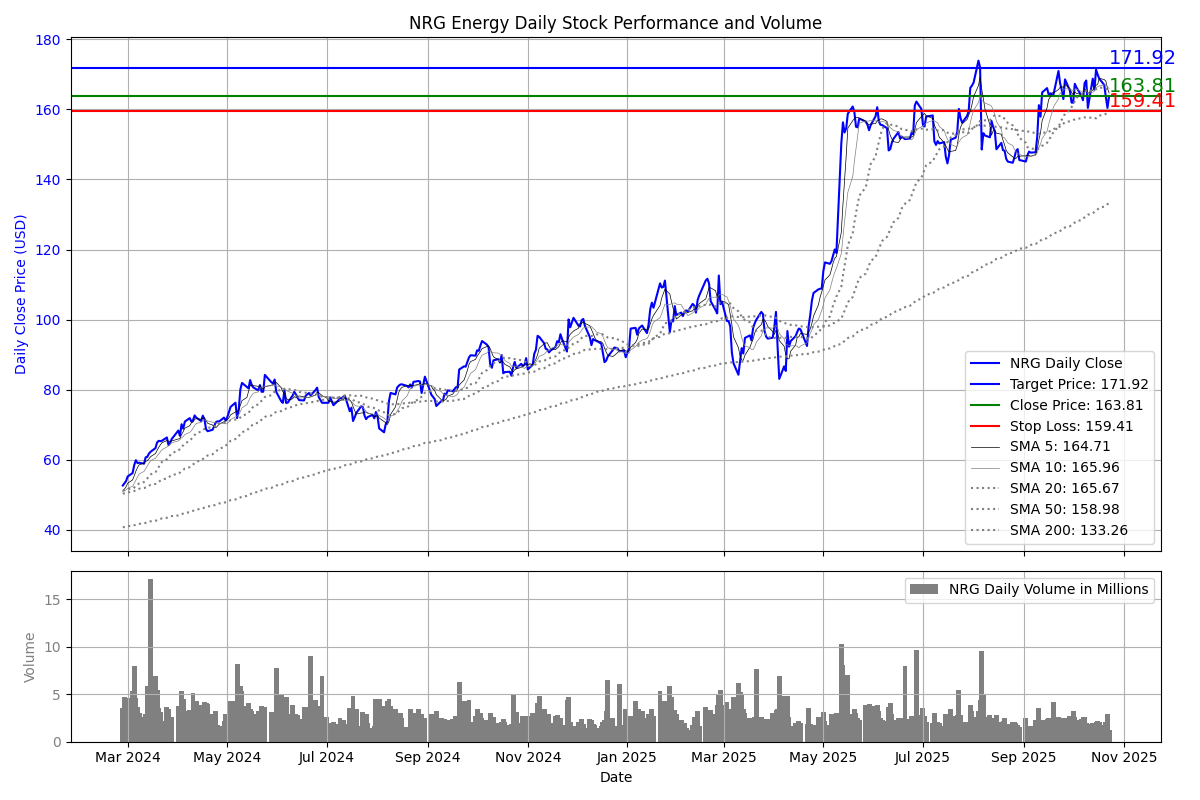 NRG Energy Daily Stock Performance and Volume
180
160
140
120
100
80
60
40
Daily Close Price (USD)
171.92
163.81
159.41
NRG Daily Close
Target Price: 171.92
Close Price: 163.81
Stop Loss: 159.41
SMA 5: 164.71
SMA 10: 165.96
SMA 20: 165.67
SMA 50: 158.98
SMA 200: 133.26
15
10
5
0
Volume
NRG Daily Volume in Millions
Mar 2024 May 2024 Jul 2024 Sep 2024 Nov 2024 Jan 2025 Mar 2025 May 2025 Jul 2025 Sep 2025 Nov 2025
Date